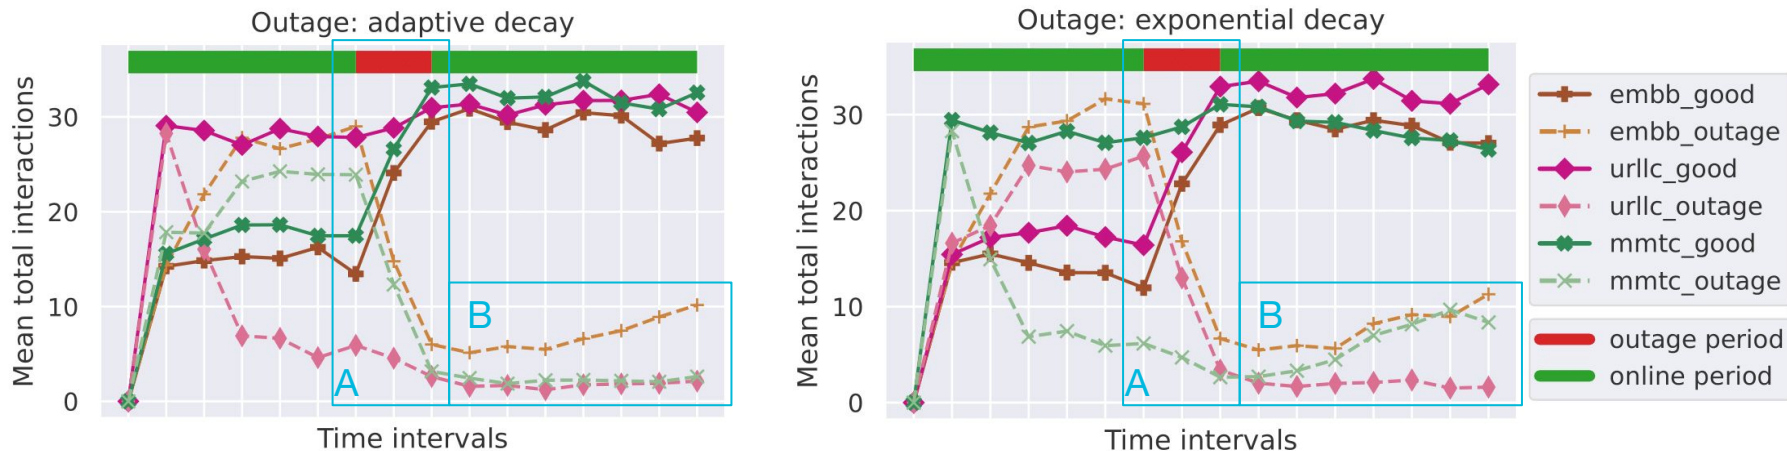 Outage: adaptive decay
Mean total interactions
30
20
10
0
A
B
Time intervals
Outage: exponential decay
Mean total interactions
30
20
10
0
A
B
Time intervals
embb_good
embb_outage
urllc_good
urllc_outage
mmtc_good
mmtc_outage
outage period
online period